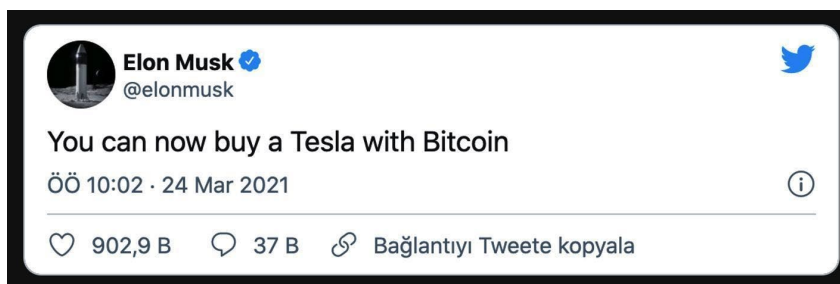 Elon Musk
@elonmusk
You can now buy a Tesla with Bitcoin
ÖÖ 10:02 · 24 Mar 2021
902,9 B 37 B Bağlantıyı Tweete kopyala